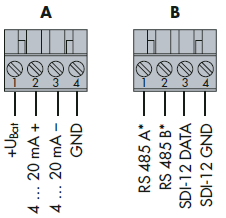 A
B
1 2 3 4
1 2 3 4
+UBat
4 ... 20 mA +
4 ... 20 mA –
GND
RS 485 A*
RS 485 B*
SDI-12 DATA
SDI-12 GND